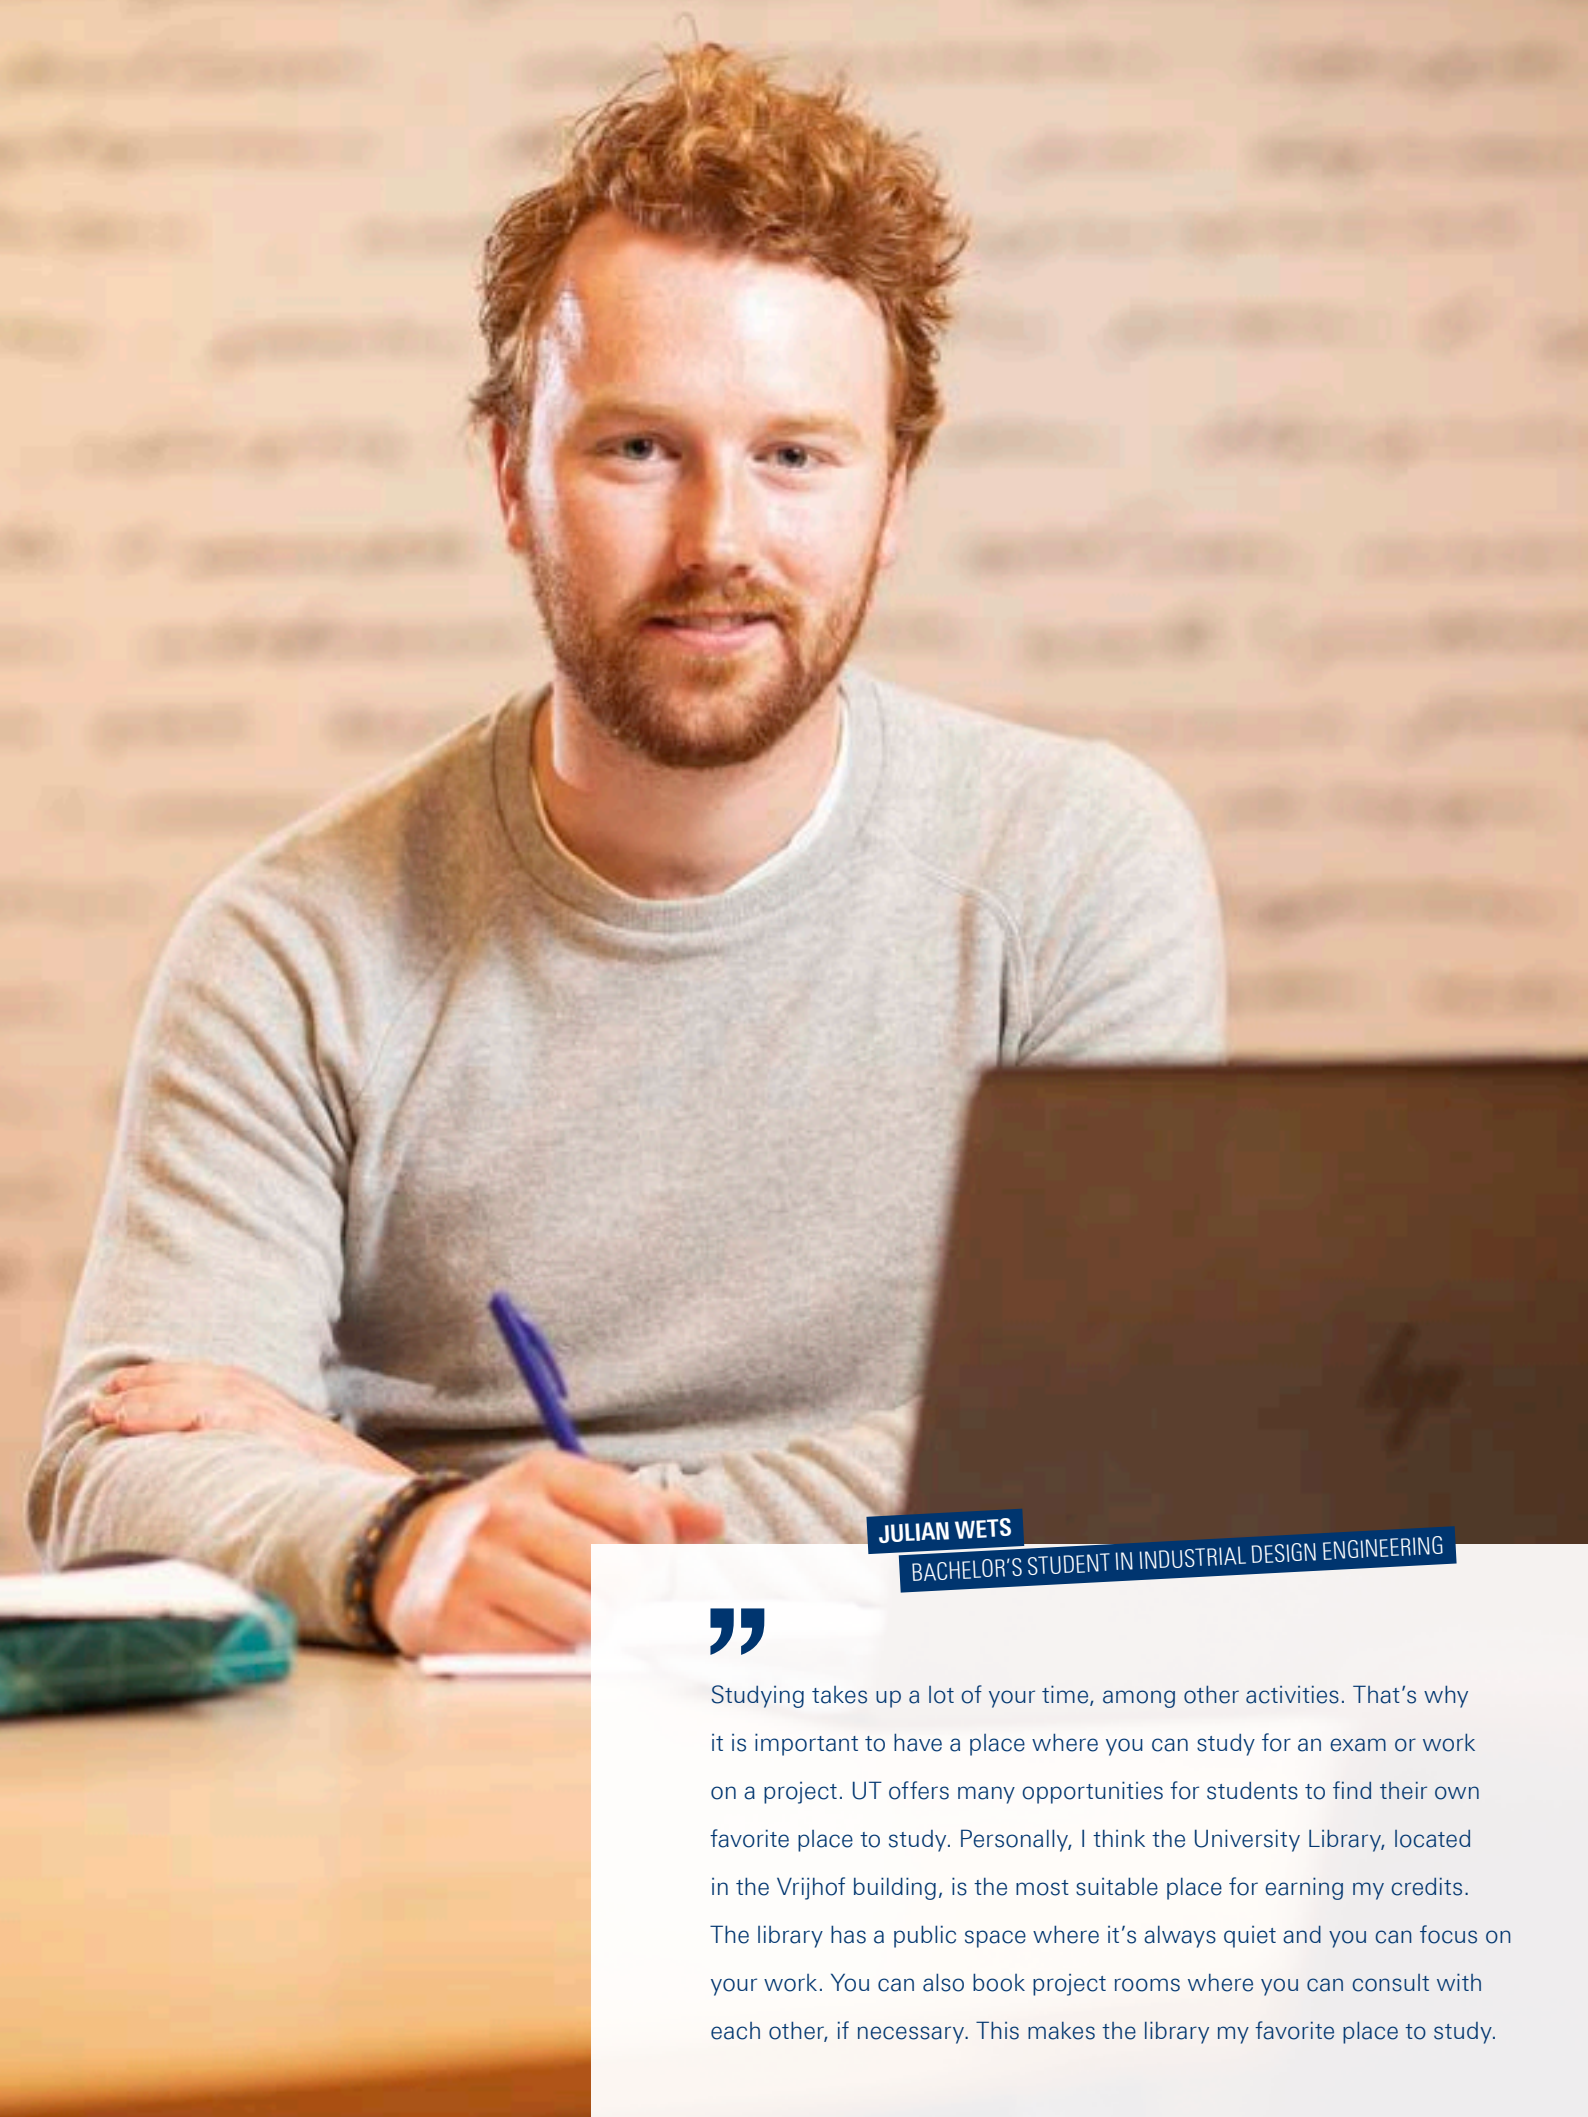 hp
JULIAN WETS
BACHELOR'S STUDENT IN INDUSTRIAL DESIGN ENGINEERING
”
Studying takes up a lot of your time, among other activities. That’s why
it is important to have a place where you can study for an exam or work
on a project. UT offers many opportunities for students to find their own
favorite place to study. Personally, I think the University Library, located
in the Vrijhof building, is the most suitable place for earning my credits.
The library has a public space where it’s always quiet and you can focus on
your work. You can also book project rooms where you can consult with
each other, if necessary. This makes the library my favorite place to study.